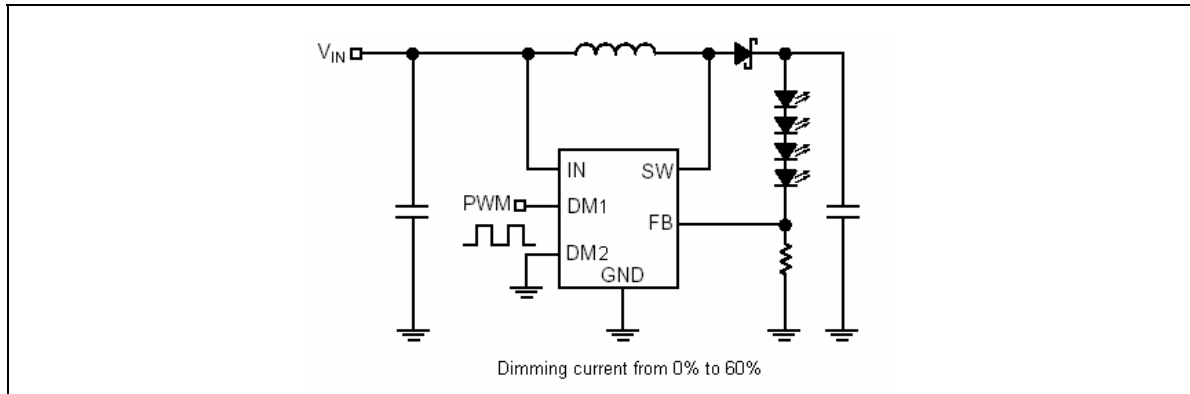 VIN
IN
SW
PWM
DM1
FB
DM2
GND
Dimming current from 0% to 60%